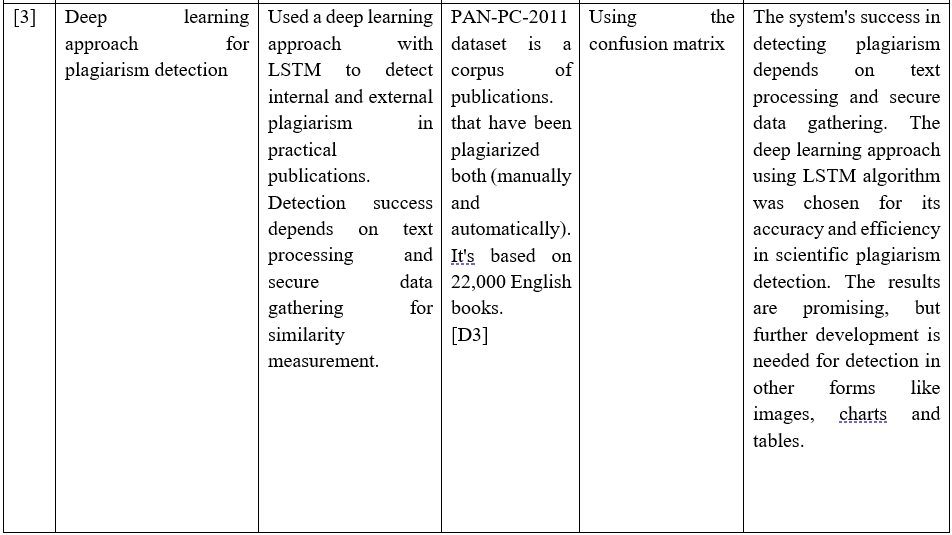 [3]
Deep learning
approach for
plagiarism detection
Used a deep learning
approach with
LSTM to detect
internal and external
plagiarism in
practical
publications.
Detection success
depends on text
processing and
secure data
gathering for
similarity
measurement.
PAN-PC-2011
dataset is a
corpus of
publications.
that have been
plagiarized
both (manually
and
automatically).
It's based on
22,000 English
books.
[D3]
Using the
confusion matrix
The system's success in
detecting plagiarism
depends on text
processing and secure
data gathering. The
deep learning approach
using LSTM algorithm
was chosen for its
accuracy and efficiency
in scientific plagiarism
detection. The results
are promising, but
further development is
needed for detection in
other forms like
images, charts and
tables.